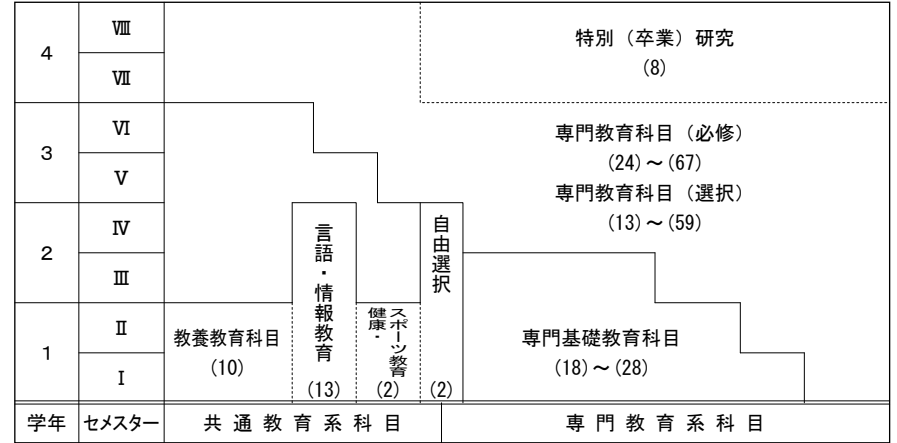 4
Ⅷ
Ⅶ
特別（卒業）研究
(8)
3
Ⅵ
Ⅴ
専門教育科目（必修）
(24)～(67)
専門教育科目（選択）
(13)～(59)
2
Ⅳ
Ⅲ
言語・情報教育
(13)
自由選択
(2)
1
Ⅱ
Ⅰ
教養教育科目
(10)
健康・
スポーツ教育
(2)
専門基礎教育科目
(18)～(28)
学年 セメスター 共通教育系科目 専門教育系科目